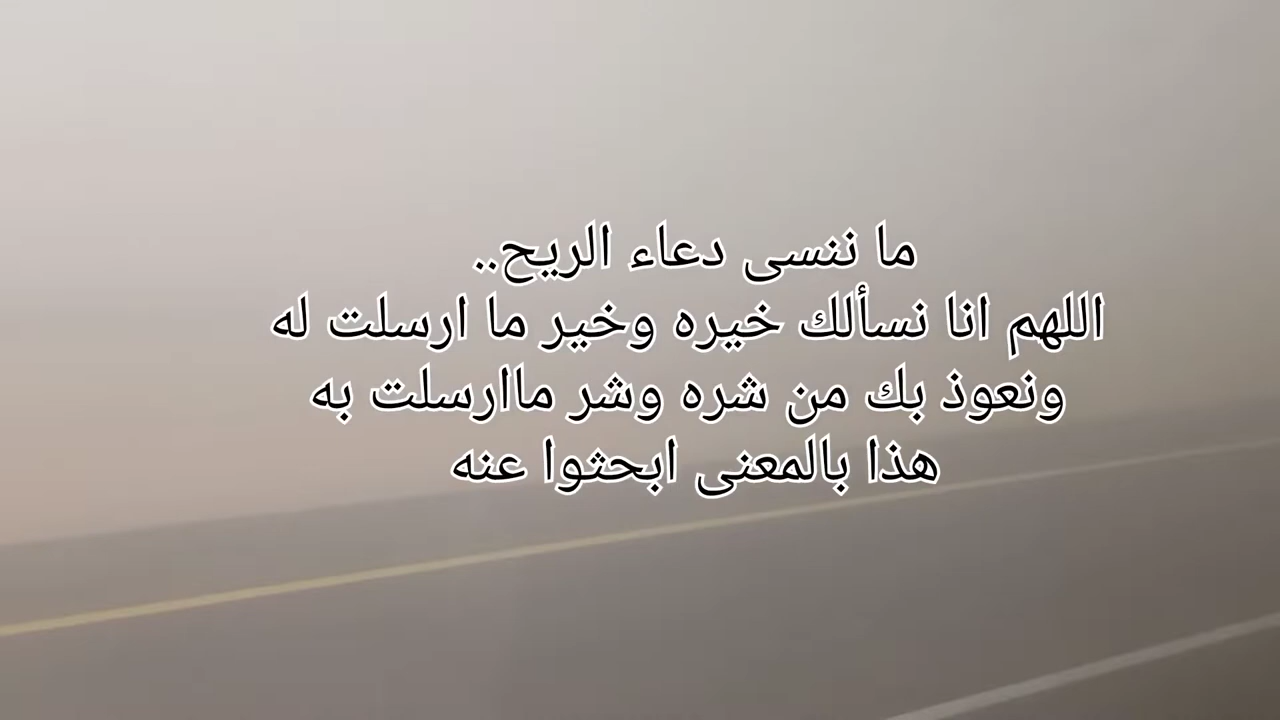 ما ننسى دعاء الريح..
اللهم انا نسألك خيره وخير ما ارسلت له
ونعوذ بك من شره وشر ماارسلت به
هذا بالمعنى ابحثوا عنه